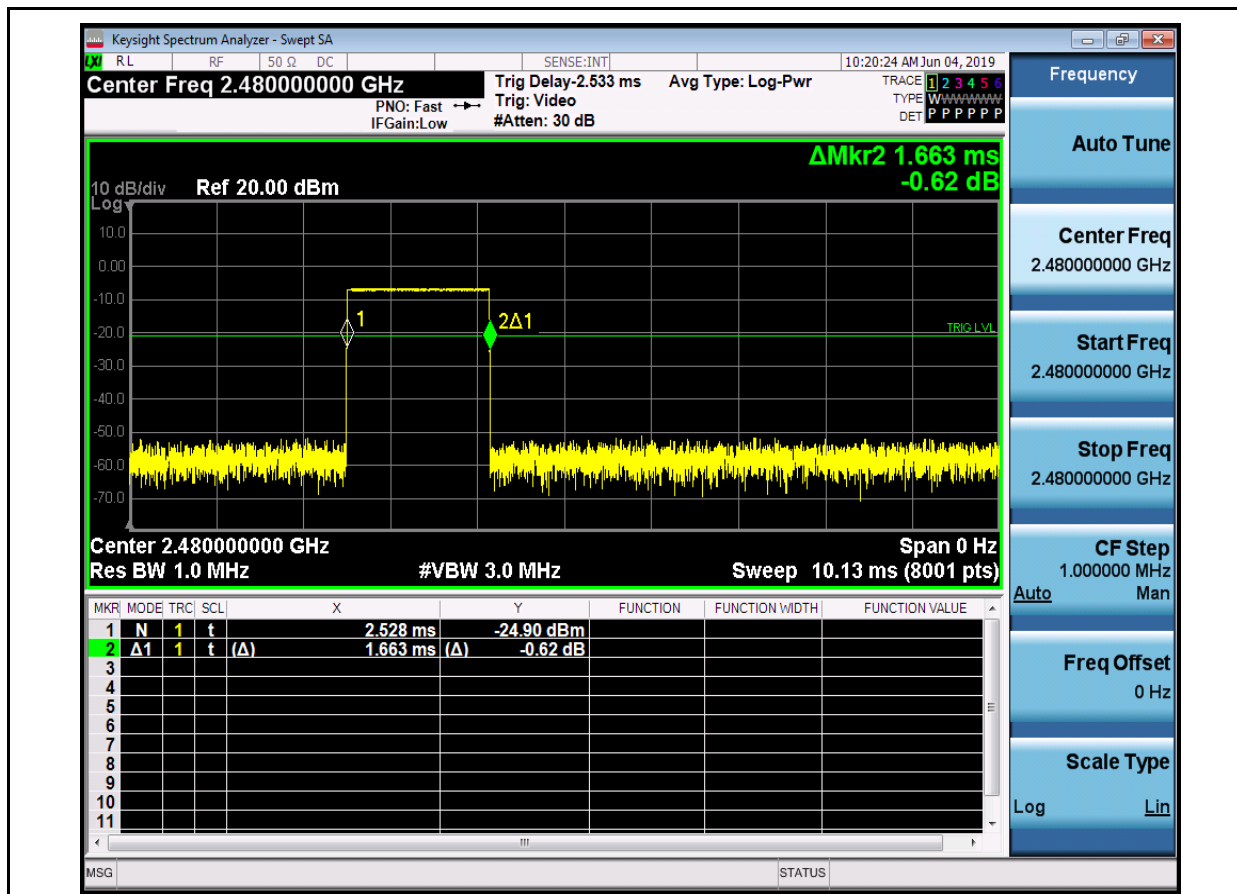 Keysight Spectrum Analyzer - Swept SA
LXI RL RF 50 Ω DC SENSE:INT 10:20:24 AM Jun 04, 2019
Center Freq 2.480000000 GHz Trig Delay-2.533 ms Avg Type: Log-Pwr TRACE 1 2 3 4 5 6
PNO: Fast Trig: Video TYPE WWWWWW
IFGain:Low #Atten: 30 dB DET P P P P P P
ΔMkr2 1.663 ms
10 dB/div Ref 20.00 dBm -0.62 dB
Log
10.0
0.00
-10.0
1 2Δ1
-20.0 TRIG LVL
-30.0
-40.0
-50.0
-60.0
-70.0
Center 2.480000000 GHz Span 0 Hz
Res BW 1.0 MHz #VBW 3.0 MHz Sweep 10.13 ms (8001 pts)
MKR MODE TRC SCL X Y FUNCTION FUNCTION WIDTH FUNCTION VALUE
1 N 1 t 2.528 ms -24.90 dBm
2 Δ1 1 t (Δ) 1.663 ms (Δ) -0.62 dB
3
4
5
6
7
8
9
10
11
MSG STATUS
Frequency
Auto Tune
Center Freq
2.480000000 GHz
Start Freq
2.480000000 GHz
Stop Freq
2.480000000 GHz
CF Step
1.000000 MHz
Auto Man
Freq Offset
0 Hz
Scale Type
Log Lin